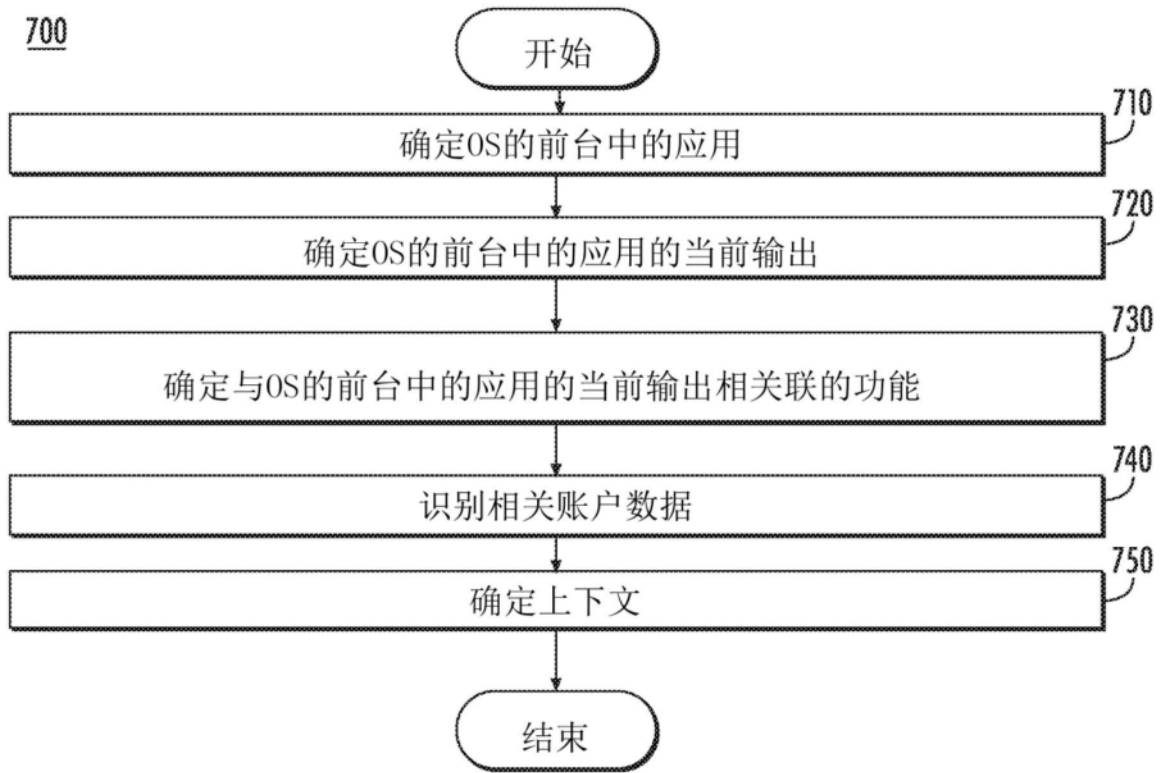 700
开始
710
确定OS的前台中的应用
720
确定OS的前台中的应用的当前输出
730
确定与OS的前台中的应用的当前输出相关联的功能
740
识别相关账户数据
750
确定上下文
结束